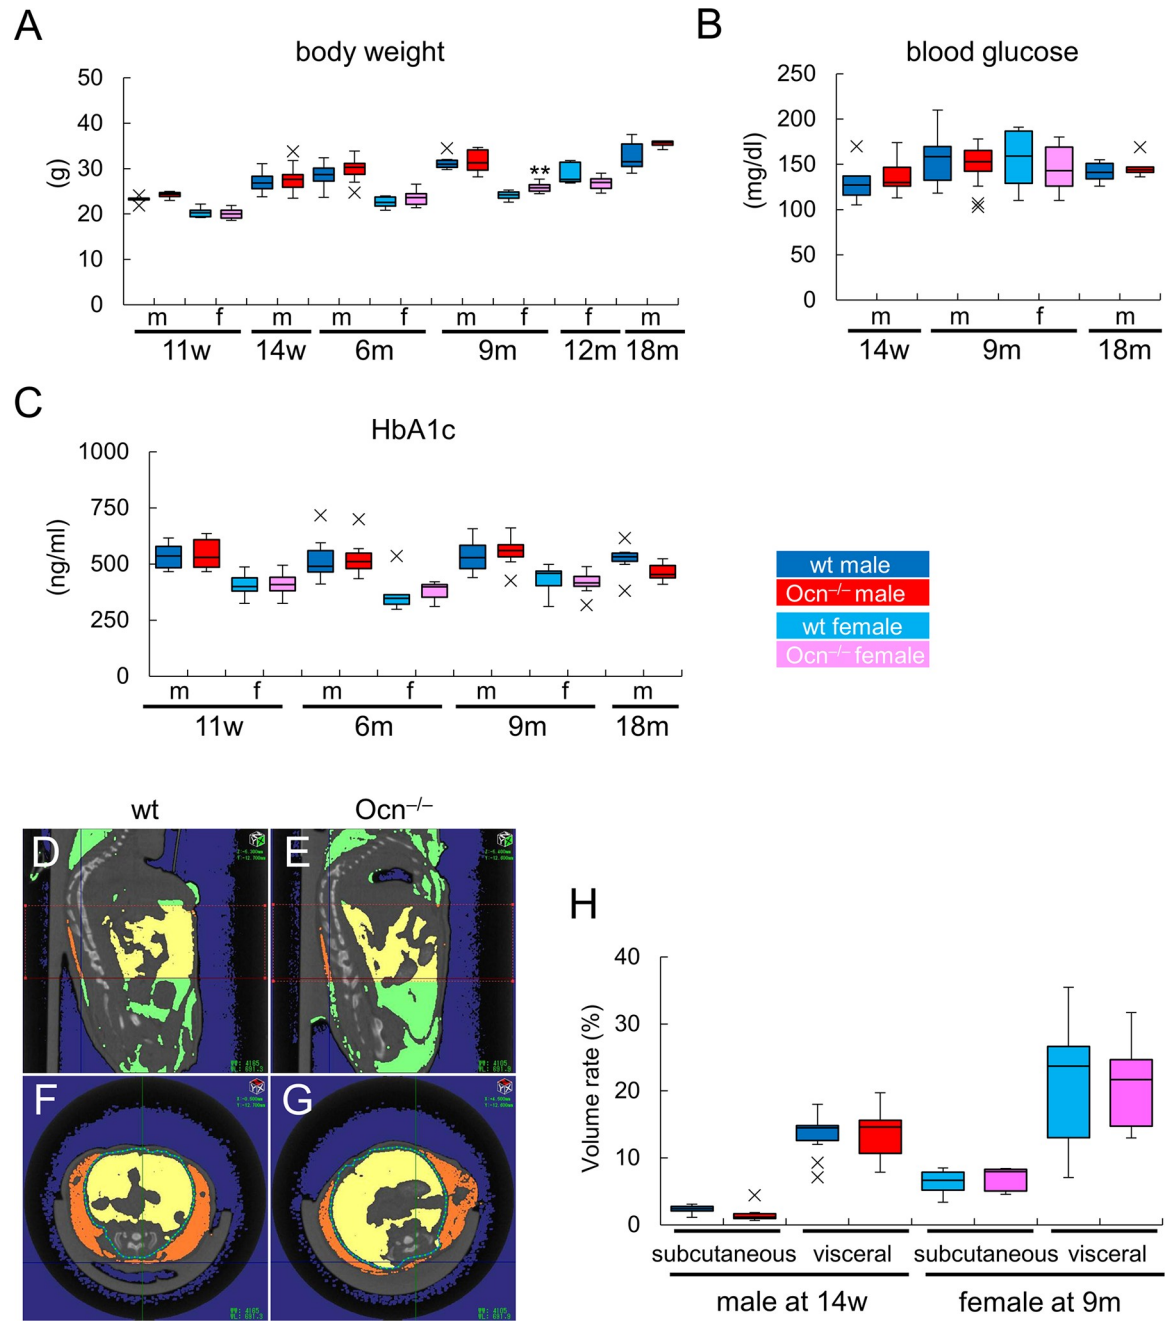 A
body weight
50
40
30
20
10
0
(g)
**
m f m m f m f f m
11w 14w 6m 9m 12m 18m
B
blood glucose
250
200
150
100
50
0
(mg/dl)
m m f m
14w 9m 18m
C
HbA1c
1000
750
500
250
0
(ng/ml)
m f m f m f m
11w 6m 9m 18m
wt male
Ocn–/– male
wt female
Ocn–/– female
wt Ocn–/–
D E
F G
H
40
30
20
10
0
Volume rate (%)
subcutaneous visceral subcutaneous visceral
male at 14w female at 9m